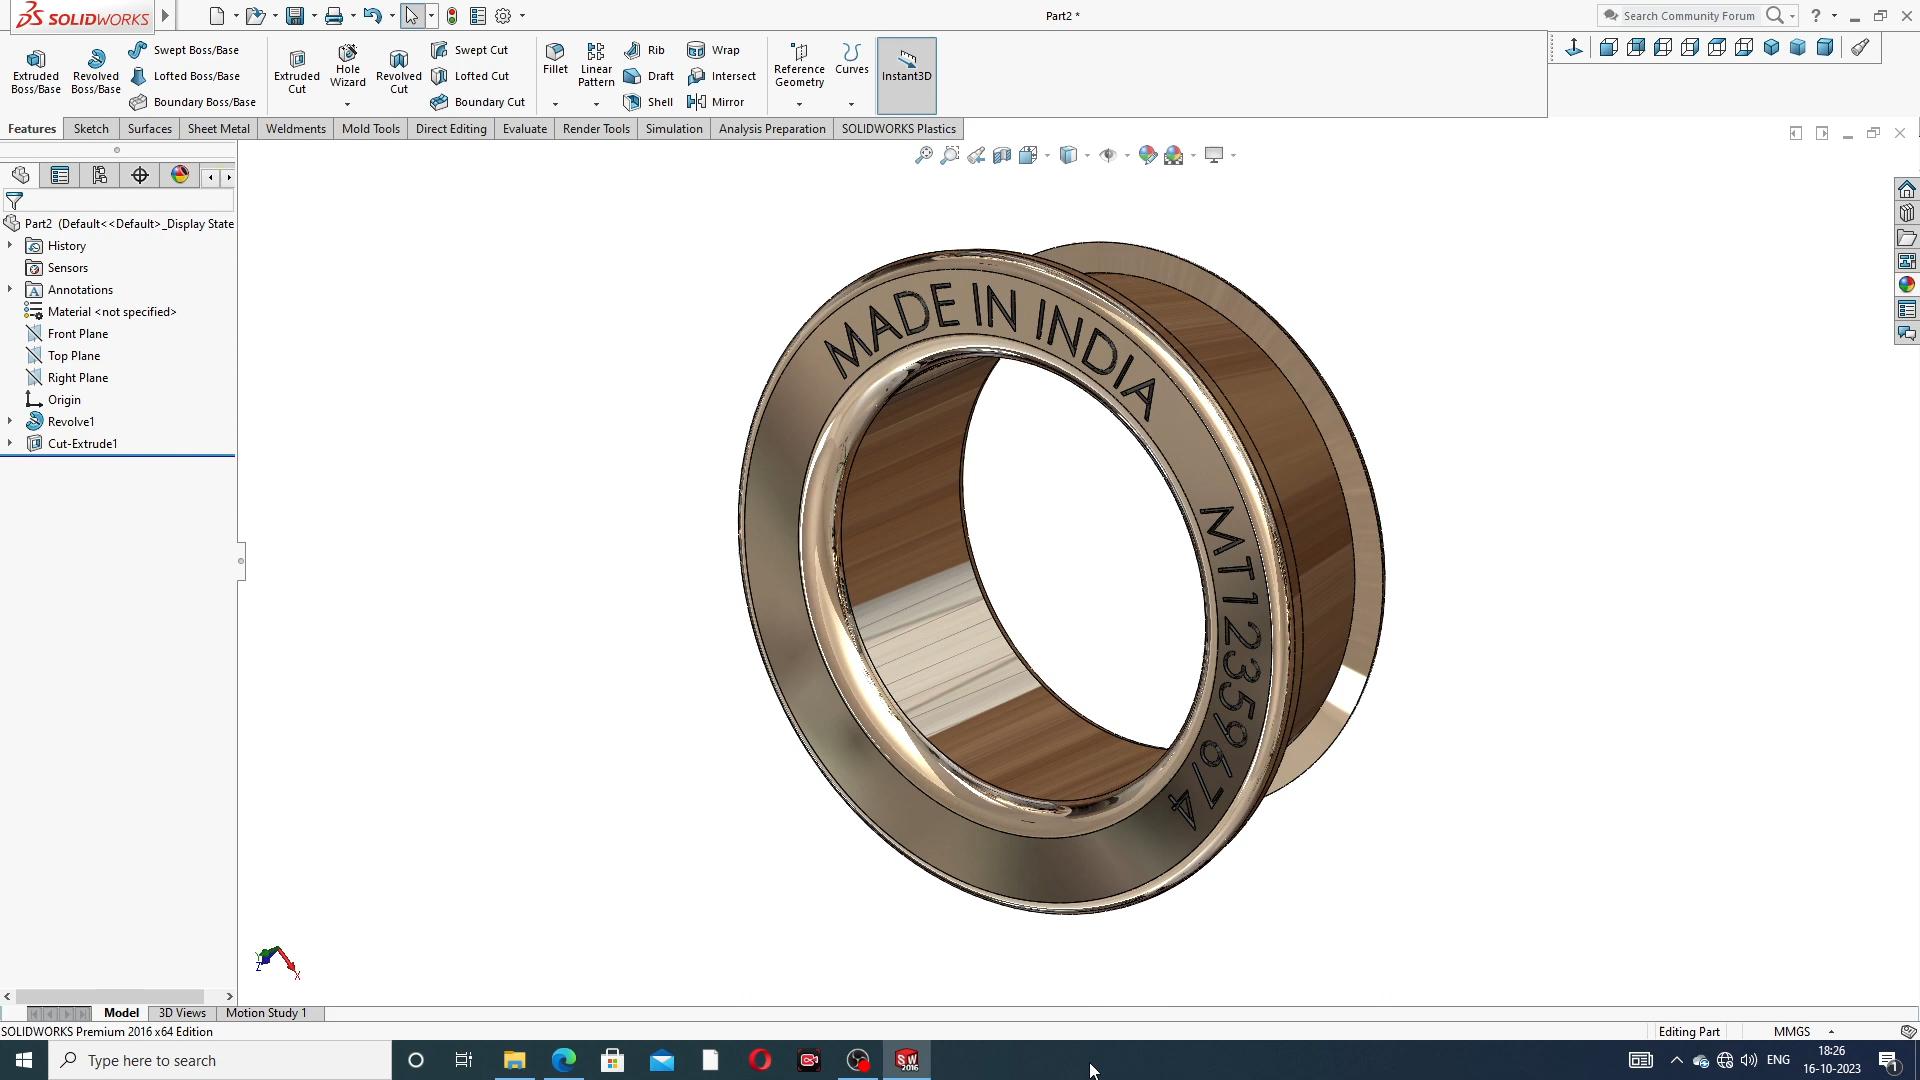 SOLIDWORKS
Part2 *
Search Community Forum
Extruded Boss/Base
Revolved Boss/Base
Swept Boss/Base
Lofted Boss/Base
Boundary Boss/Base
Extruded Cut
Hole Wizard
Revolved Cut
Swept Cut
Lofted Cut
Boundary Cut
Fillet
Linear Pattern
Rib
Draft
Shell
Wrap
Intersect
Mirror
Reference Geometry
Curves
Instant3D
Features
Sketch
Surfaces
Sheet Metal
Weldments
Mold Tools
Direct Editing
Evaluate
Render Tools
Simulation
Analysis Preparation
SOLIDWORKS Plastics
Part2 (Default<<Default>_Display State
History
Sensors
Annotations
Material <not specified>
Front Plane
Top Plane
Right Plane
Origin
Revolve1
Cut-Extrude1
MADE IN INDIA
MT12359674
Y
Z
X
Model
3D Views
Motion Study 1
SOLIDWORKS Premium 2016 x64 Edition
Editing Part
MMGS
Type here to search
SW
2016
ENG
18:26
16-10-2023
1